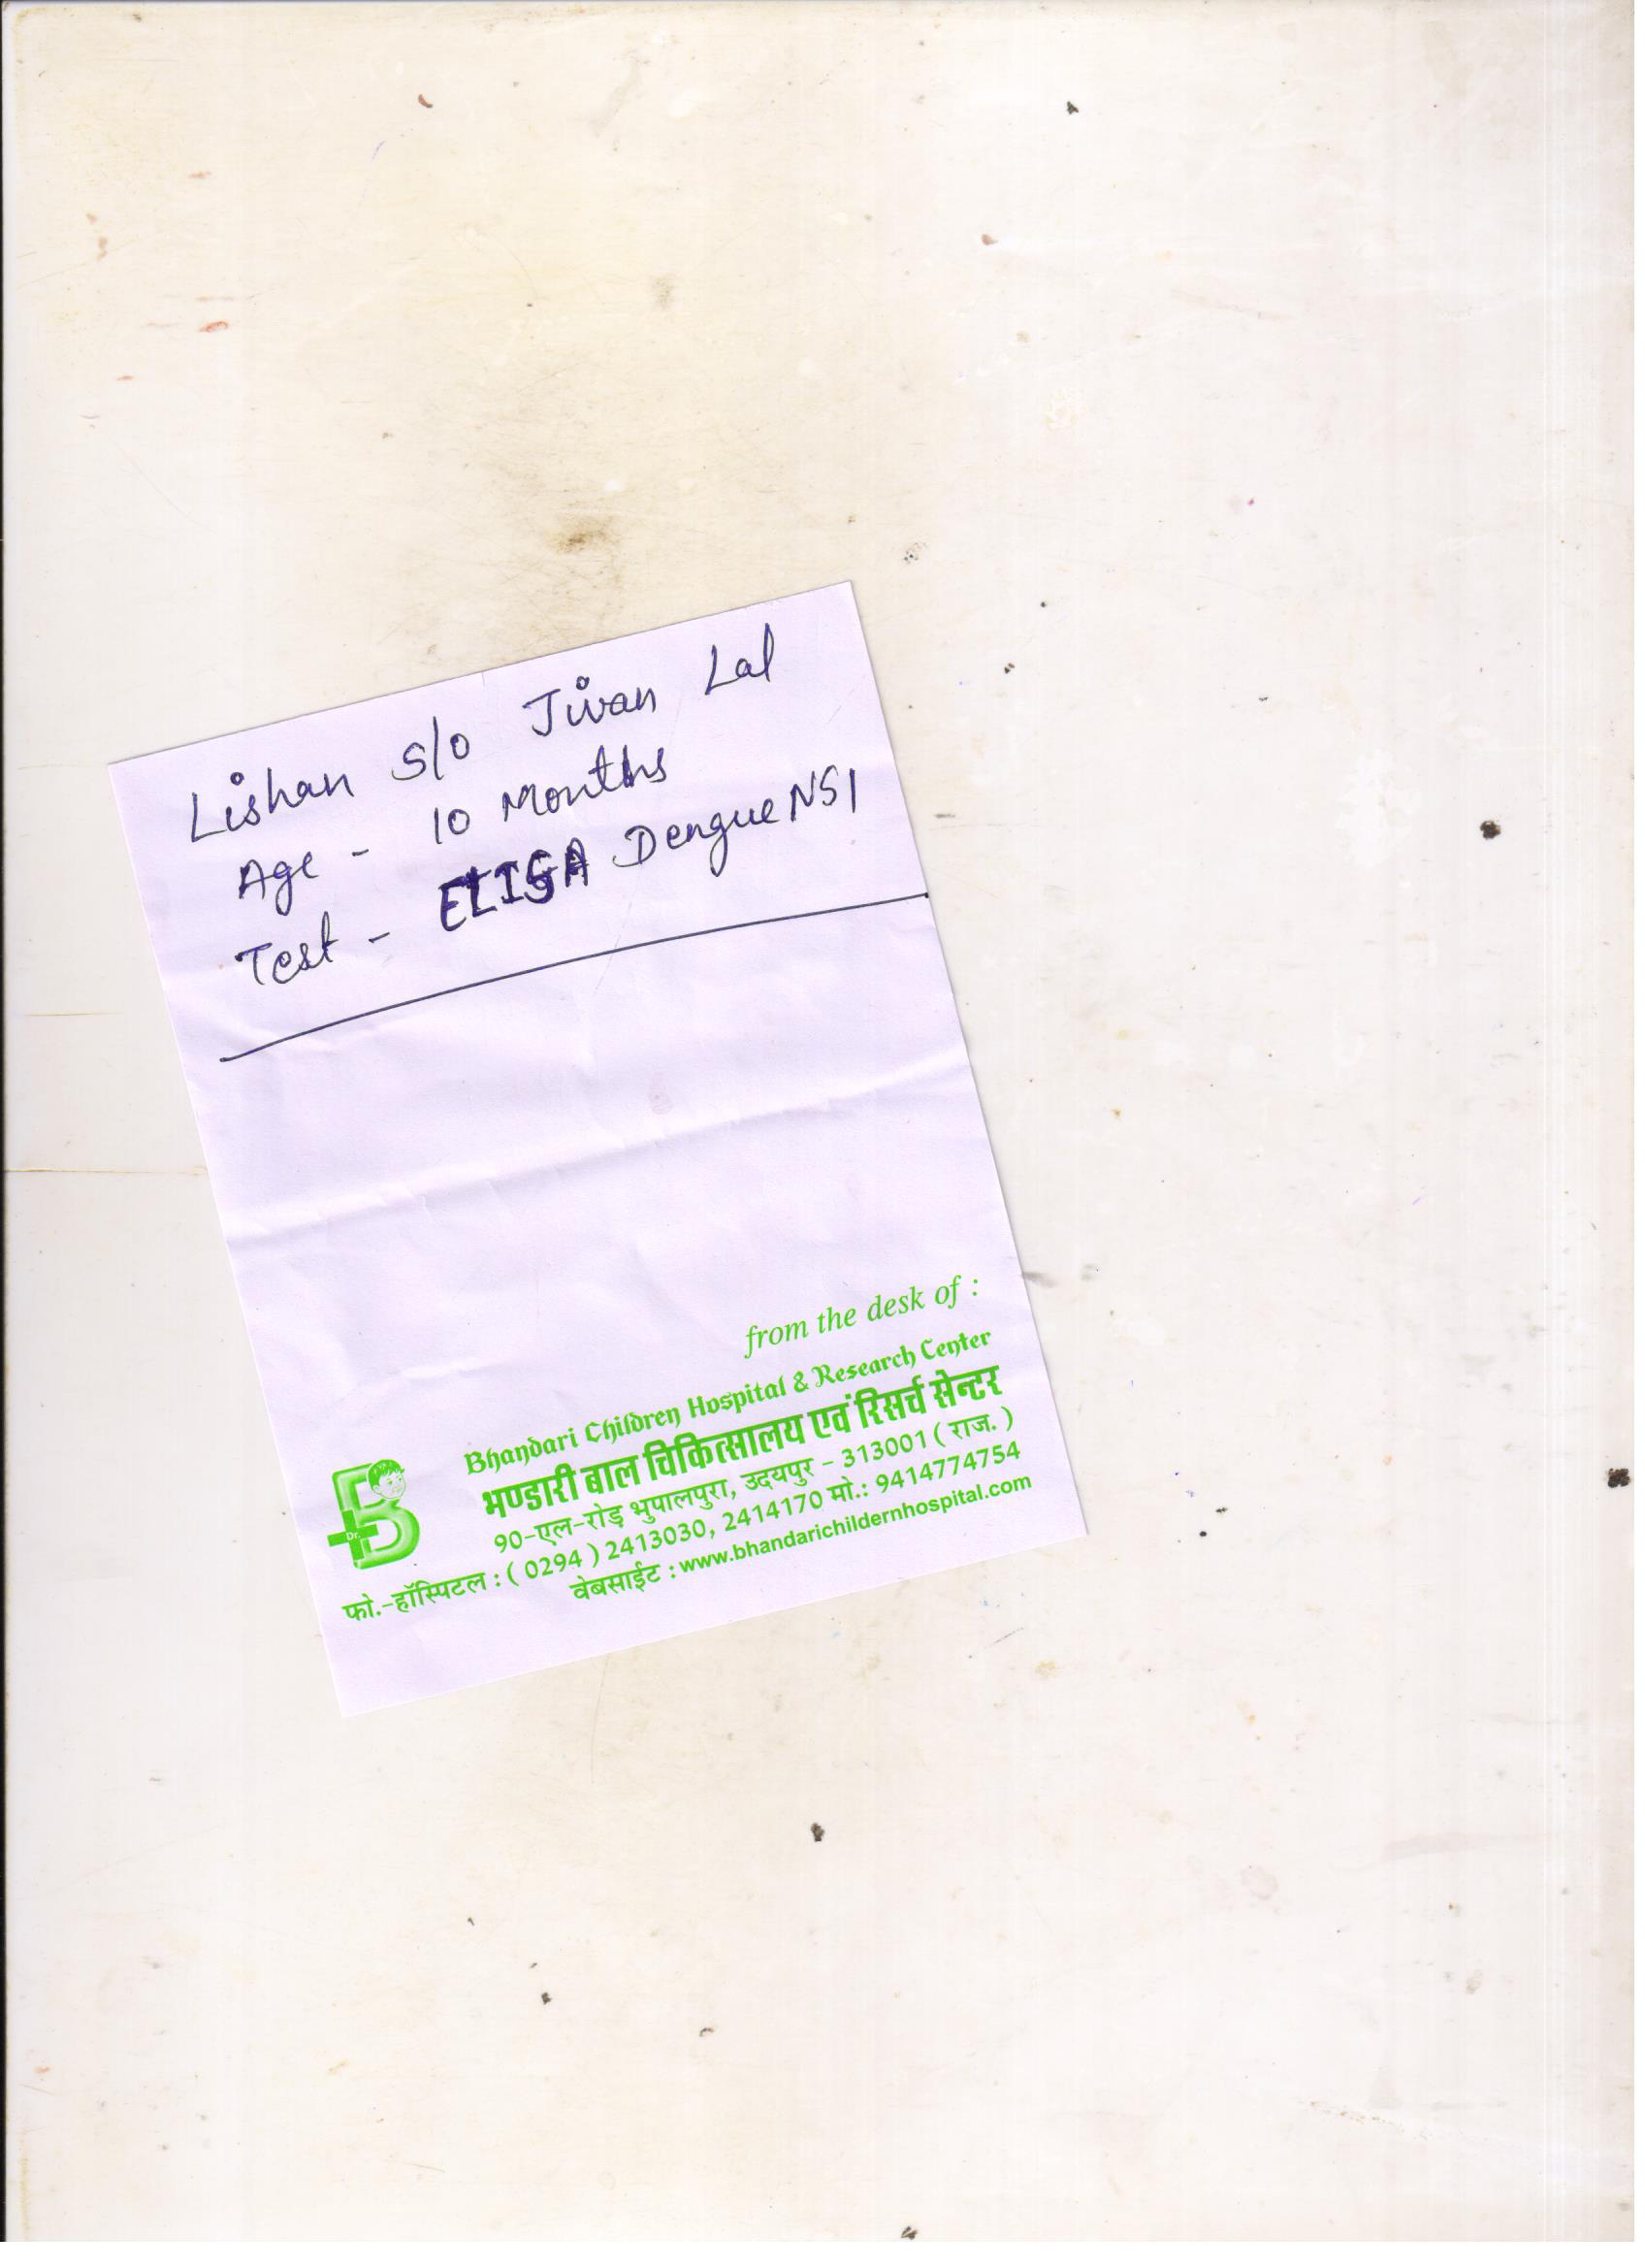 Lishan S/o Jivan Lal
Age - 10 Months
Test - ELISA Dengue NS1
from the desk of :
Bhandari Children Hospital & Research Center
भण्डारी बाल चिकित्सालय एवं रिसर्च सेन्टर
90-एल-रोड़ भुपालपुरा, उदयपुर - 313001 ( राज. )
फो.-हॉस्पिटल : ( 0294 ) 2413030, 2414170 मो.: 9414774754
वेबसाईट : www.bhandarichildernhospital.com
Dr.